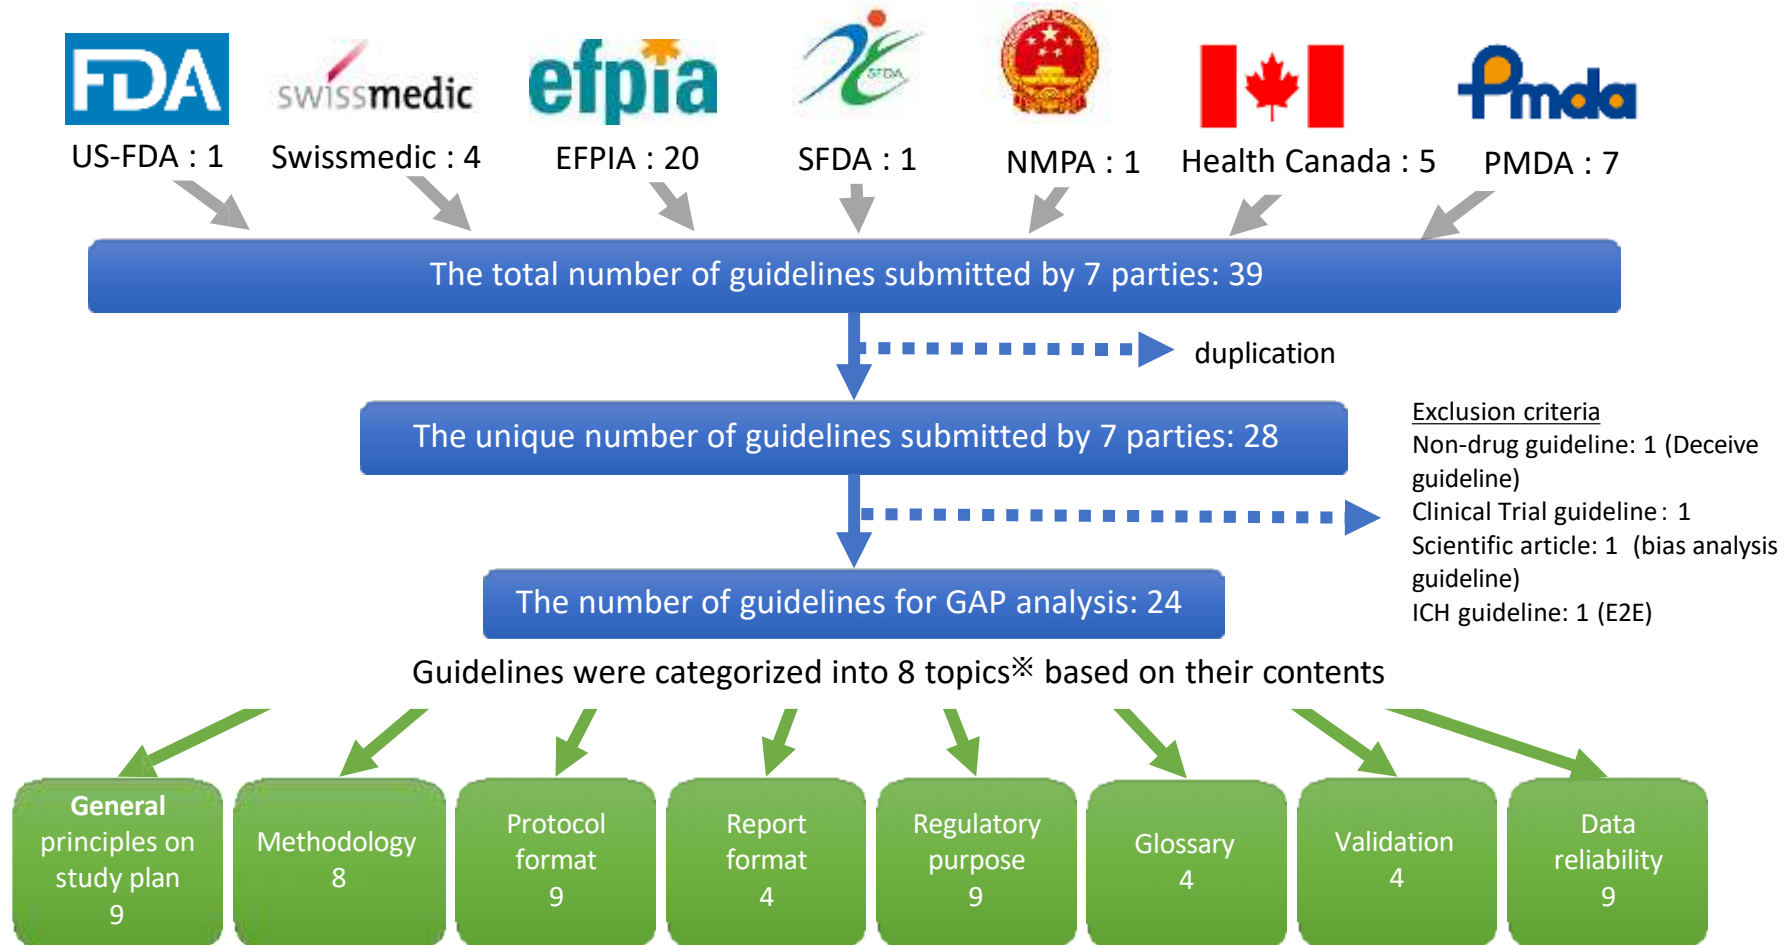 FDA
swissmedic
efpia
SFDA
Pmda
US-FDA : 1
Swissmedic : 4
EFPIA : 20
SFDA : 1
NMPA : 1
Health Canada : 5
PMDA : 7
The total number of guidelines submitted by 7 parties: 39
duplication
The unique number of guidelines submitted by 7 parties: 28
Exclusion criteria
Non-drug guideline: 1 (Deceive
guideline)
Clinical Trial guideline : 1
Scientific article: 1 (bias analysis
guideline)
ICH guideline: 1 (E2E)
The number of guidelines for GAP analysis: 24
Guidelines were categorized into 8 topics※ based on their contents
General
principles on
study plan
9
Methodology
8
Protocol
format
9
Report
format
4
Regulatory
purpose
9
Glossary
4
Validation
4
Data
reliability
9